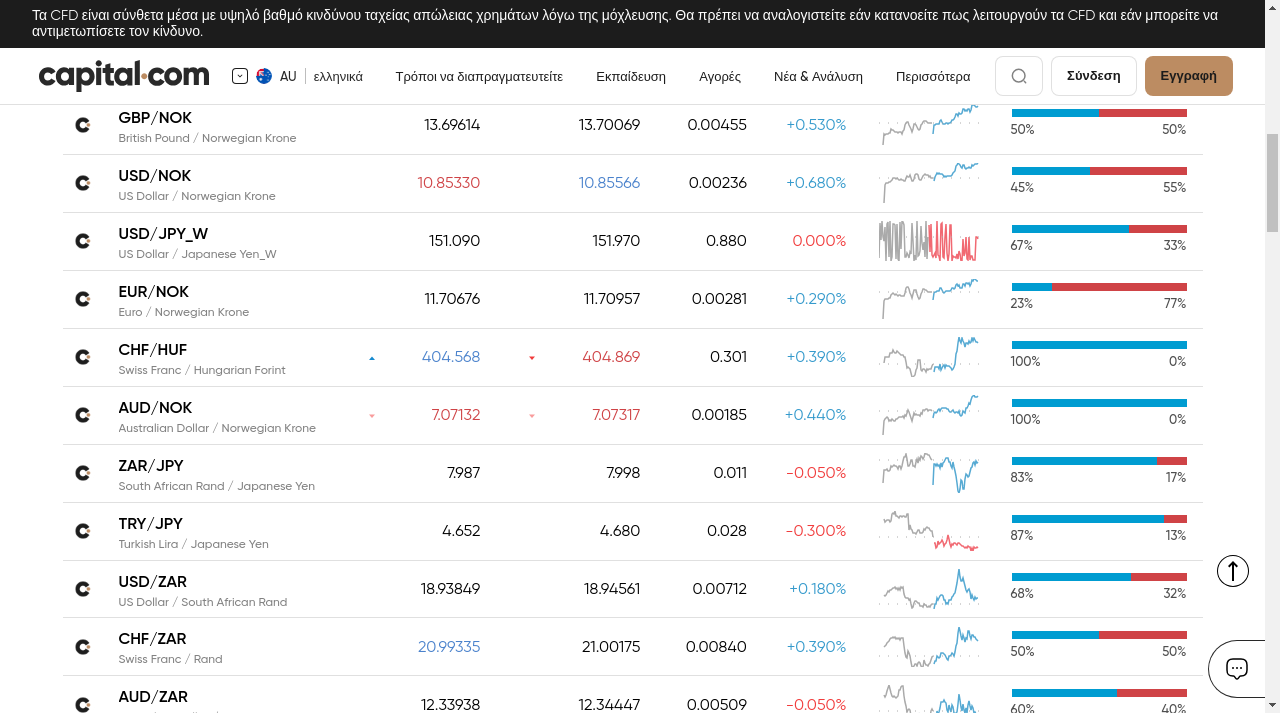 Τα CFD είναι σύνθετα μέσα με υψηλό βαθμό κινδύνου ταχείας απώλειας χρημάτων λόγω της μόχλευσης. Θα πρέπει να αναλογιστείτε εάν κατανοείτε πως λειτουργούν τα CFD και εάν μπορείτε να
αντιμετωπίσετε τον κίνδυνο.
capital.com AU ελληνικά Τρόποι να διαπραγματευτείτε Εκπαίδευση Αγορές Νέα & Ανάλυση Περισσότερα Σύνδεση Εγγραφή
GBP/NOK 13.69614 13.70069 0.00455 +0.530%
British Pound / Norwegian Krone 50% 50%
USD/NOK 10.85330 10.85566 0.00236 +0.680%
US Dollar / Norwegian Krone 45% 55%
USD/JPY_W 151.090 151.970 0.880 0.000%
US Dollar / Japanese Yen_W 67% 33%
EUR/NOK 11.70676 11.70957 0.00281 +0.290%
Euro / Norwegian Krone 23% 77%
CHF/HUF 404.568 404.869 0.301 +0.390%
Swiss Franc / Hungarian Forint 100% 0%
AUD/NOK 7.07132 7.07317 0.00185 +0.440%
Australian Dollar / Norwegian Krone 100% 0%
ZAR/JPY 7.987 7.998 0.011 -0.050%
South African Rand / Japanese Yen 83% 17%
TRY/JPY 4.652 4.680 0.028 -0.300%
Turkish Lira / Japanese Yen 87% 13%
USD/ZAR 18.93849 18.94561 0.00712 +0.180%
US Dollar / South African Rand 68% 32%
CHF/ZAR 20.99335 21.00175 0.00840 +0.390%
Swiss Franc / Rand 50% 50%
AUD/ZAR 12.33938 12.34447 0.00509 -0.050%
60% 40%